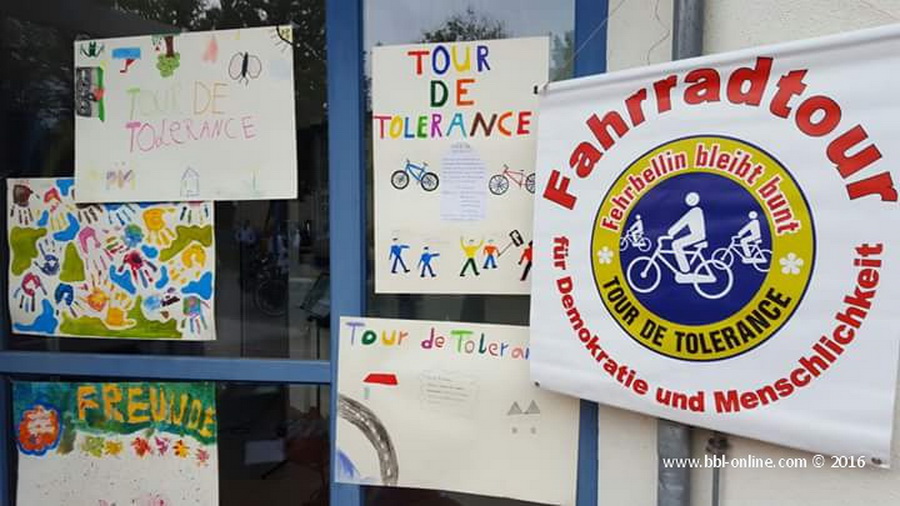 TOUR DE
TOLERANCE
TOUR
DE
TOLERANCE
Tour de Toleran
FREUNDE
Fahrradtour
Fehrbellin bleibt bunt
TOUR DE TOLERANCE
für Demokratie und Menschlichkeit
www.bbl-online.com © 2016